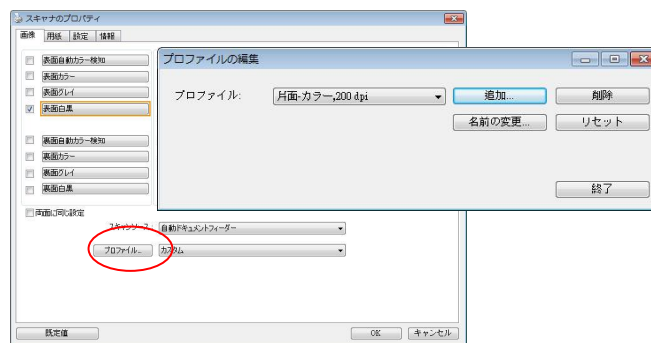 スキャナのプロパティ
画像 用紙 設定 情報
表面自動カラー検知
表面カラー
表面グレイ
表面白黒
裏面自動カラー検知
裏面カラー
裏面グレイ
裏面白黒
両面に同じ設定
スキャンソース: 自動ドキュメントフィーダー
プロファイル... カスタム
既定値 OK キャンセル
プロファイルの編集
プロファイル: 片面-カラー,200 dpi 追加... 削除
名前の変更... リセット
終了